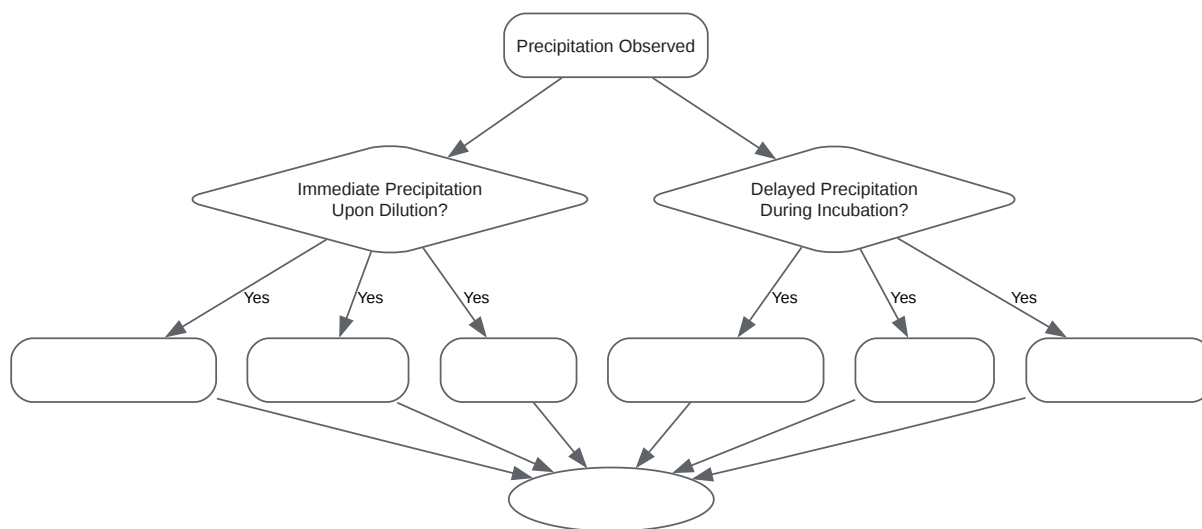 Precipitation Observed
Immediate Precipitation
Upon Dilution?
Delayed Precipitation
During Incubation?
Yes
Yes
Yes
Yes
Yes
Yes